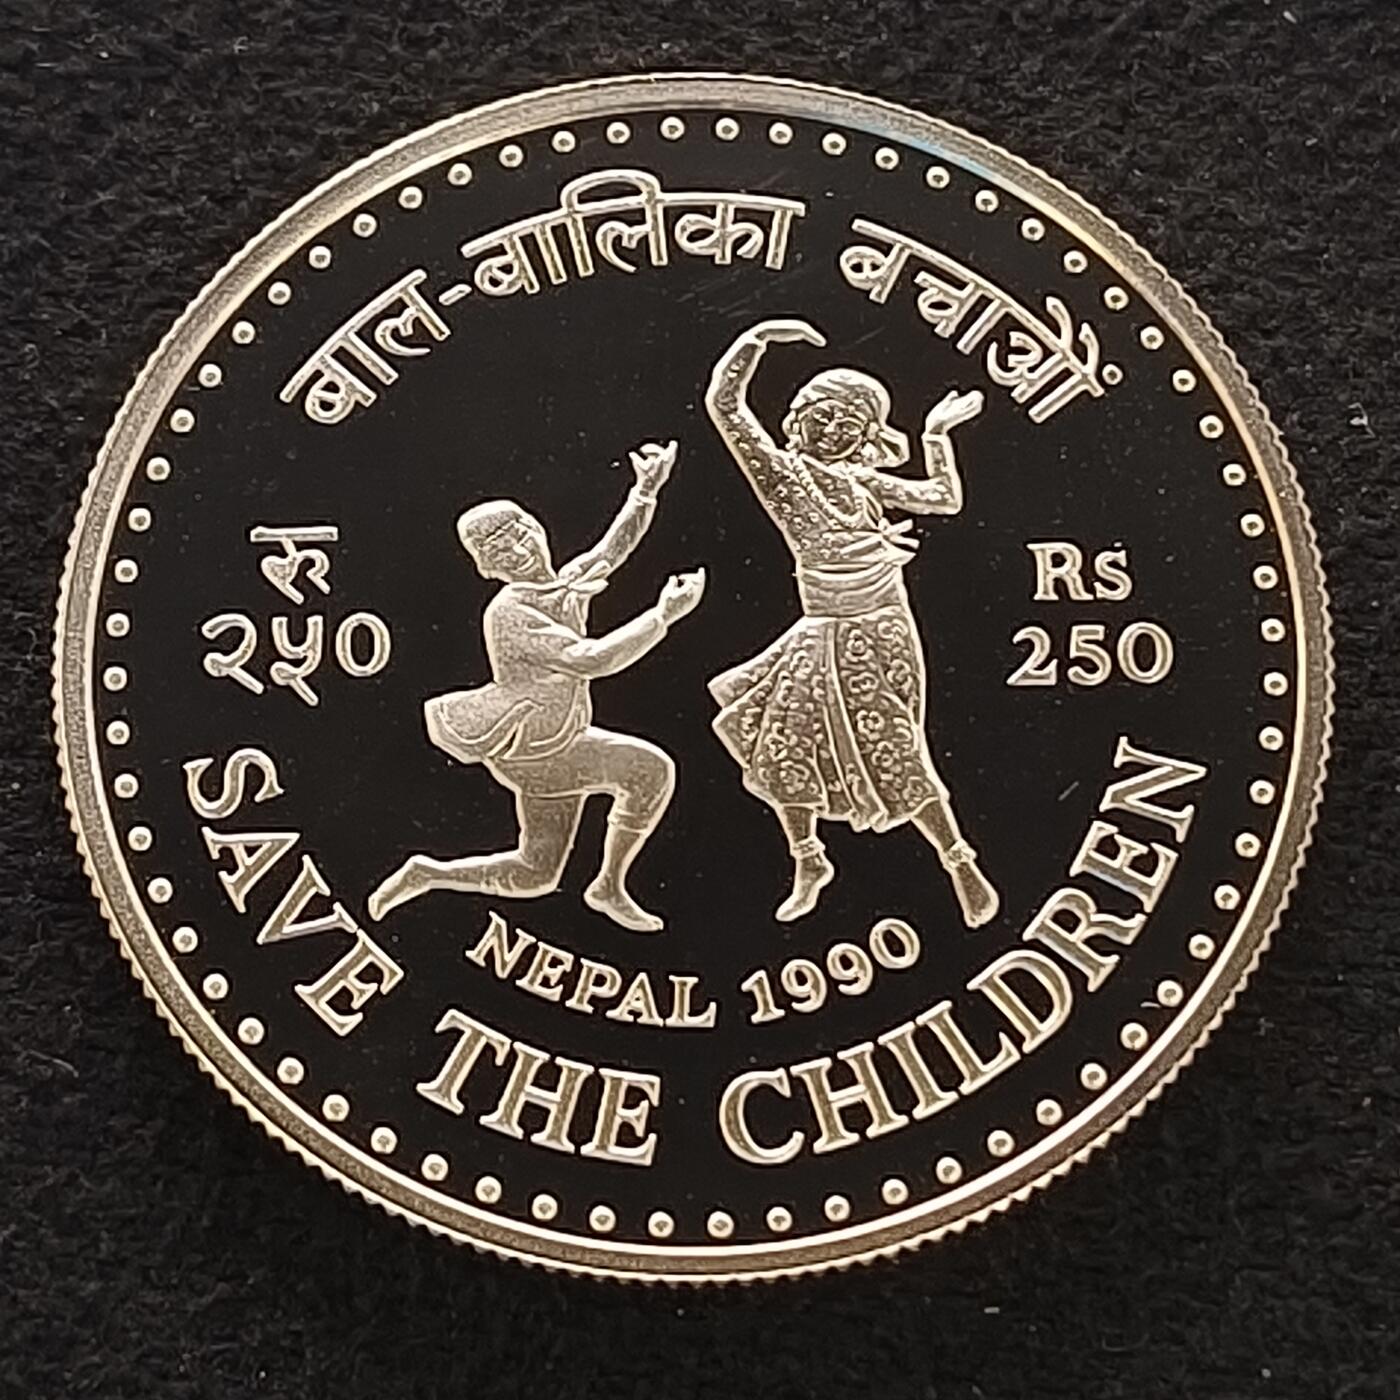 बाल-बालिका बचाओं
रू
२५०
Rs
250
NEPAL 1990
SAVE THE CHILDREN